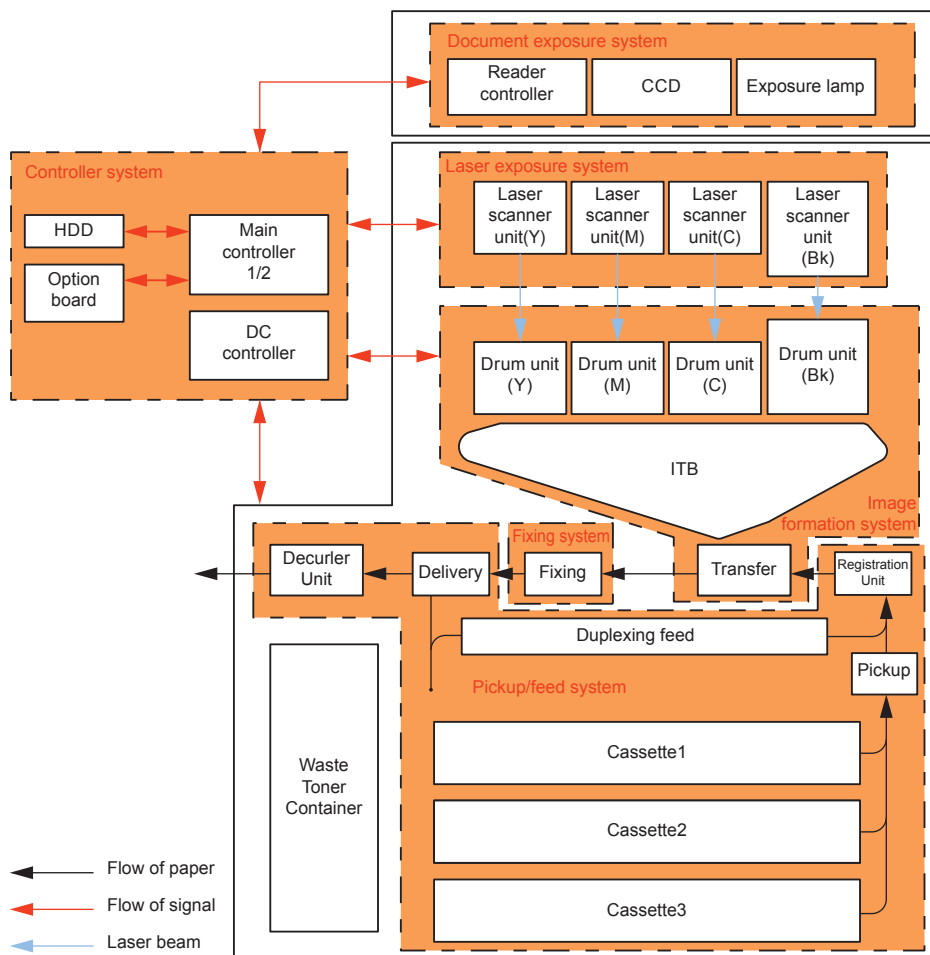 Document exposure system
Reader
controller
CCD
Exposure lamp
Controller system
HDD
Main
controller
1/2
Option
board
DC
controller
Laser exposure system
Laser
scanner
unit(Y)
Laser
scanner
unit(M)
Laser
scanner
unit(C)
Laser
scanner
unit
(Bk)
Drum unit
(Y)
Drum unit
(M)
Drum unit
(C)
Drum unit
(Bk)
ITB
Image
formation system
Fixing system
Decurler
Unit
Delivery
Fixing
Transfer
Registration
Unit
Duplexing feed
Pickup
Pickup/feed system
Cassette1
Cassette2
Cassette3
Waste
Toner
Container
Flow of paper
Flow of signal
Laser beam